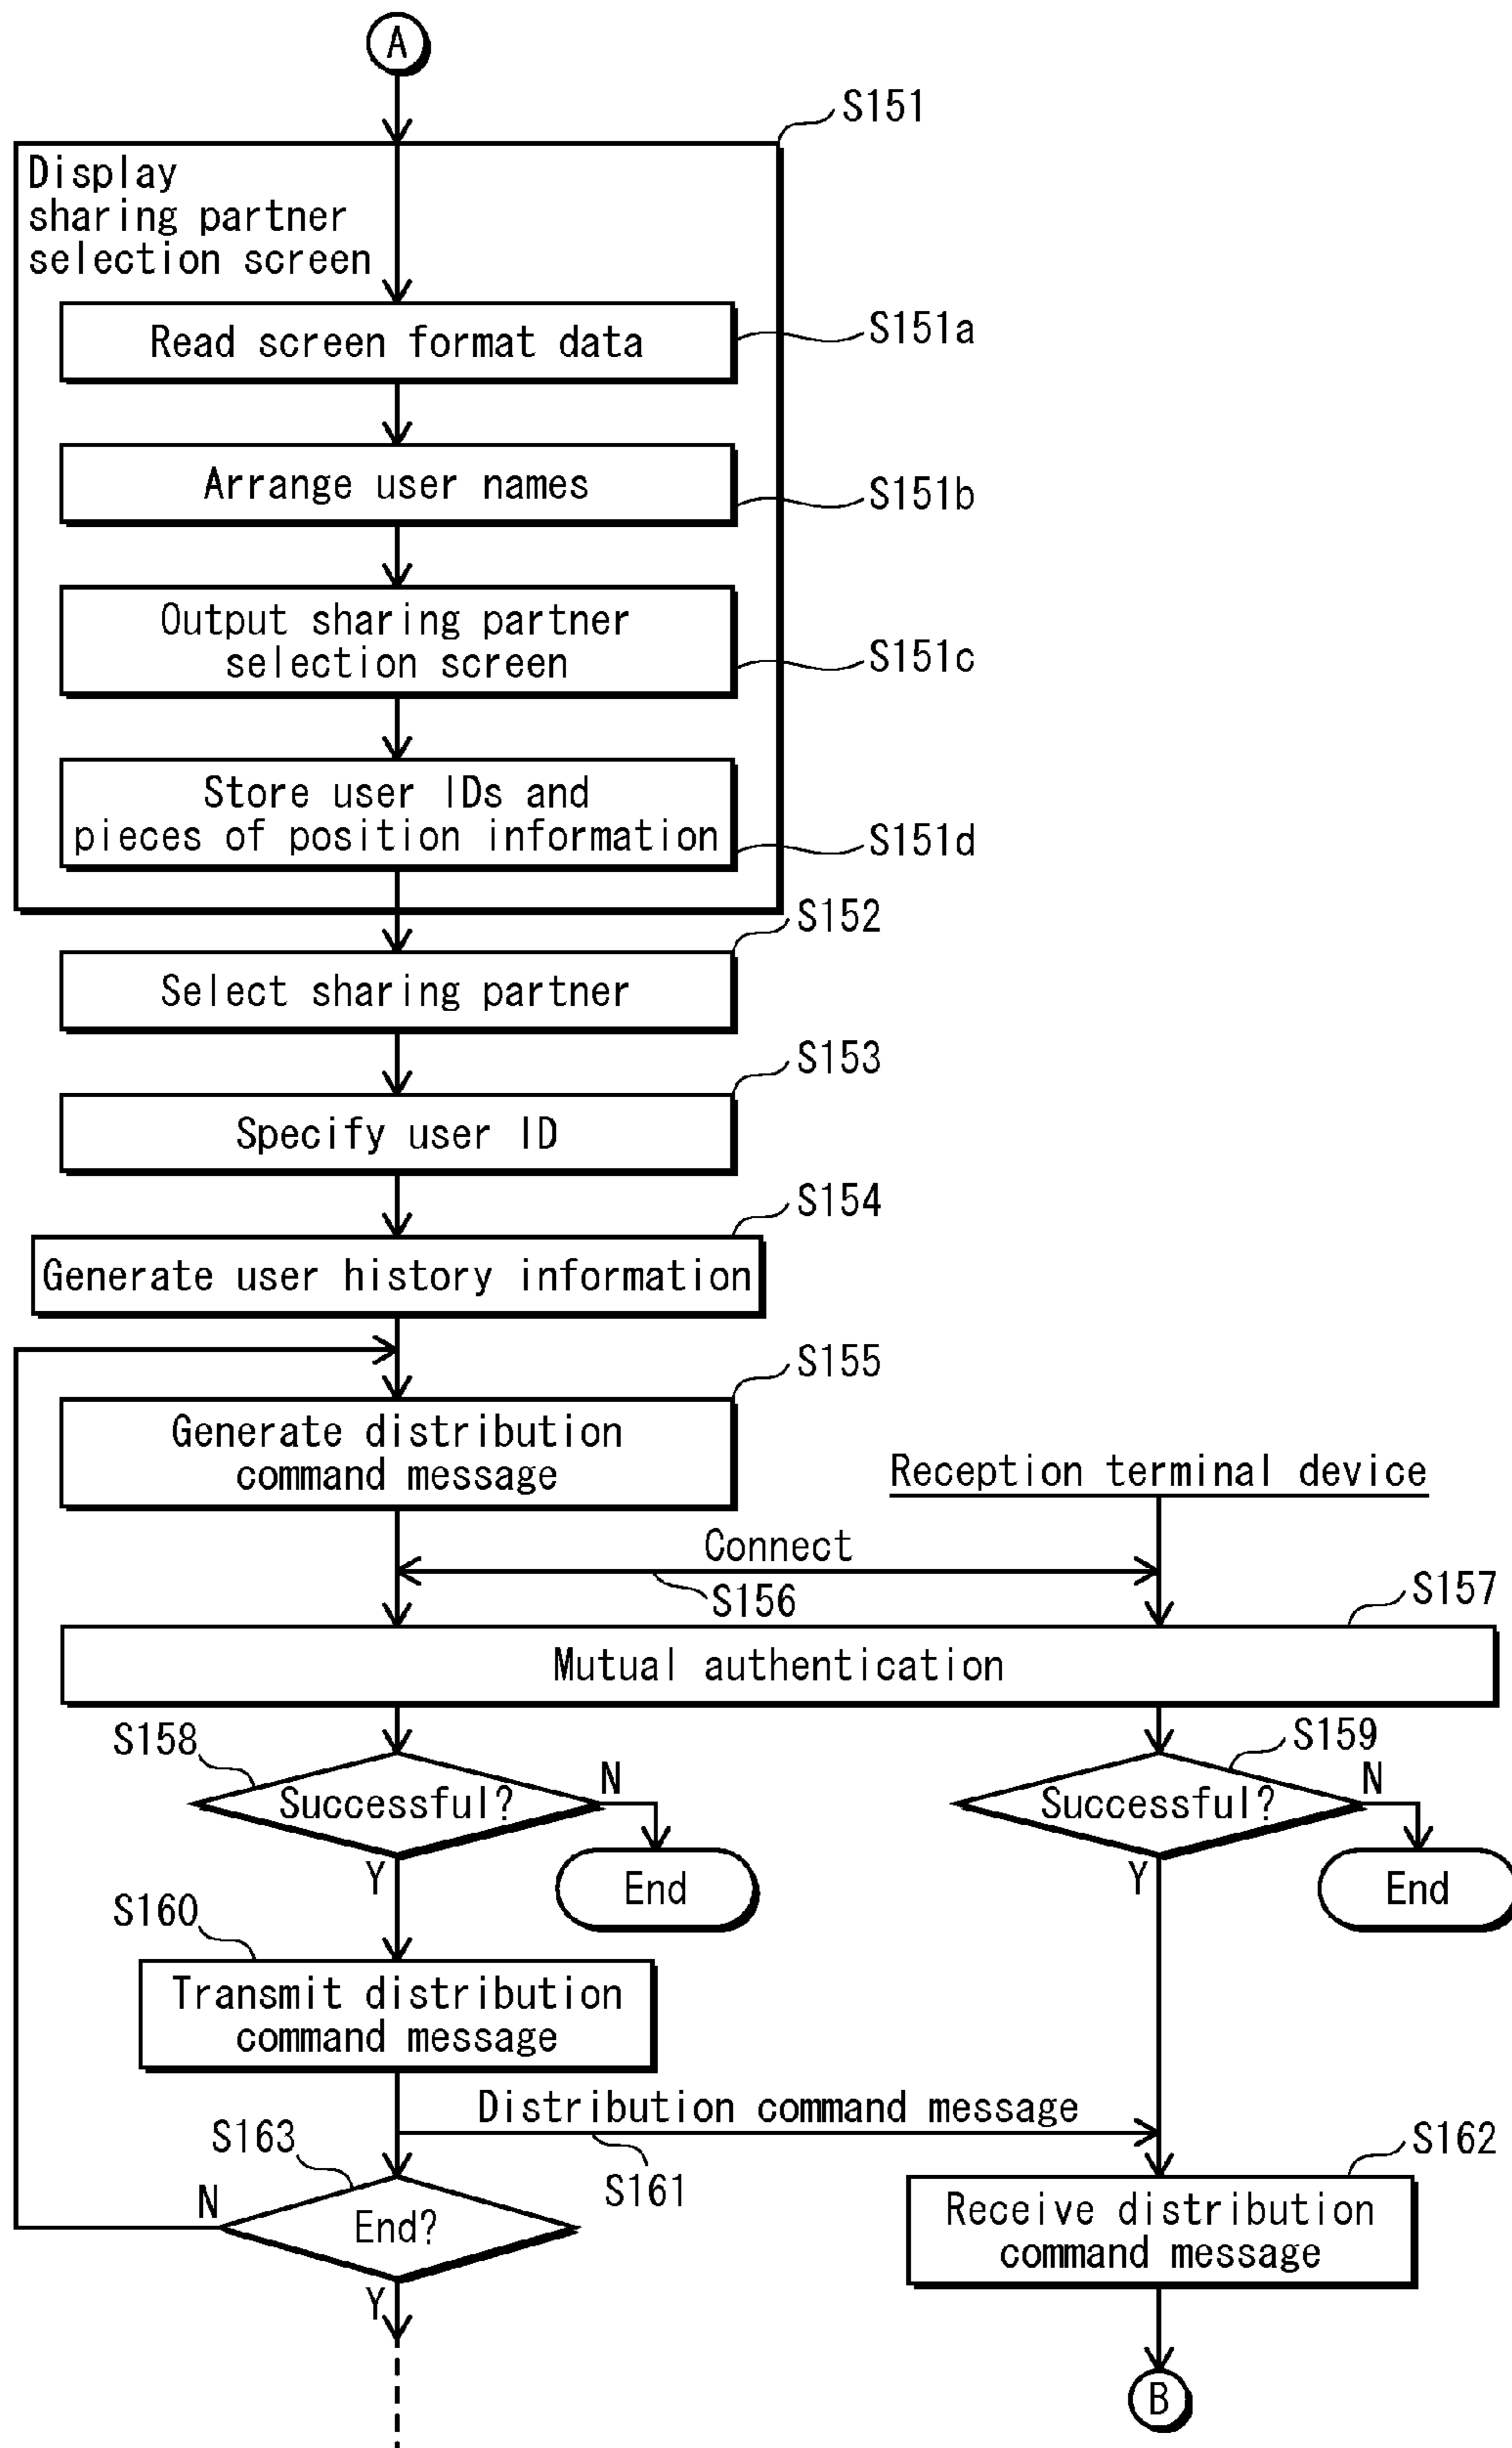 A
S151
Display
sharing partner
selection screen
Read screen format data
S151a
Arrange user names
S151b
Output sharing partner
selection screen
S151c
Store user IDs and
pieces of position information
S151d
S152
Select sharing partner
S153
Specify user ID
S154
Generate user history information
S155
Generate distribution
command message
Reception terminal device
Connect
S156
S157
Mutual authentication
S158
Successful?
N
Y
End
S159
Successful?
N
Y
End
S160
Transmit distribution
command message
Distribution command message
S161
S163
N
End?
Y
S162
Receive distribution
command message
B